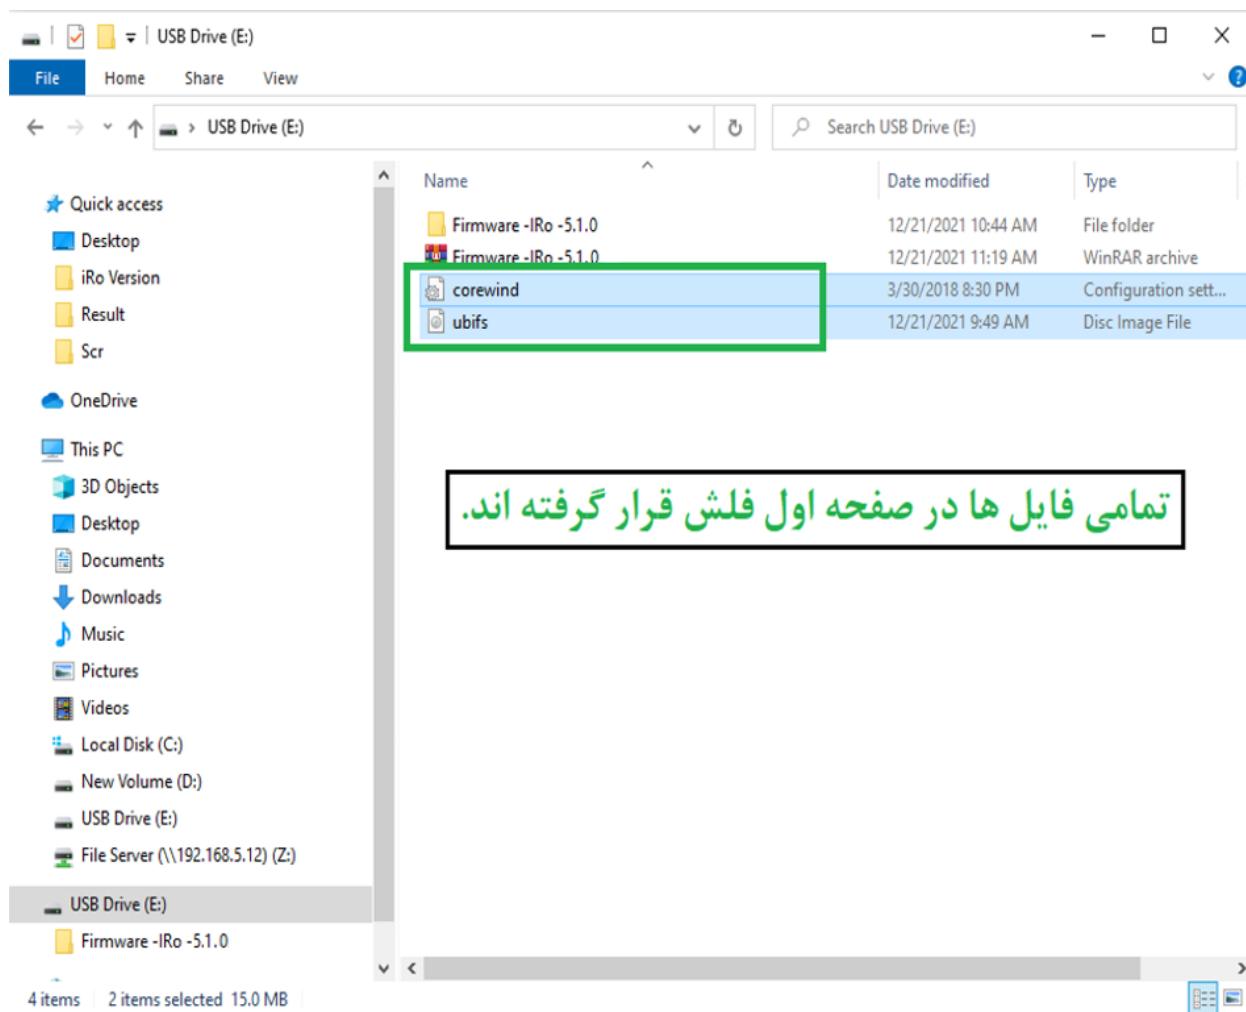 USB Drive (E:)
File Home Share View
USB Drive (E:) Search USB Drive (E:)
Name Date modified Type
Firmware -IRo -5.1.0 12/21/2021 10:44 AM File folder
Firmware -IRo -5.1.0 12/21/2021 11:19 AM WinRAR archive
corewind 3/30/2018 8:30 PM Configuration sett...
ubifs 12/21/2021 9:49 AM Disc Image File
Quick access
Desktop
iRo Version
Result
Scr
OneDrive
This PC
3D Objects
Desktop
Documents
Downloads
Music
Pictures
Videos
Local Disk (C:)
New Volume (D:)
USB Drive (E:)
File Server (\\192.168.5.12) (Z:)
USB Drive (E:)
Firmware -IRo -5.1.0
تمامی فایل ها در صفحه اول فلش قرار گرفته اند.
4 items 2 items selected 15.0 MB